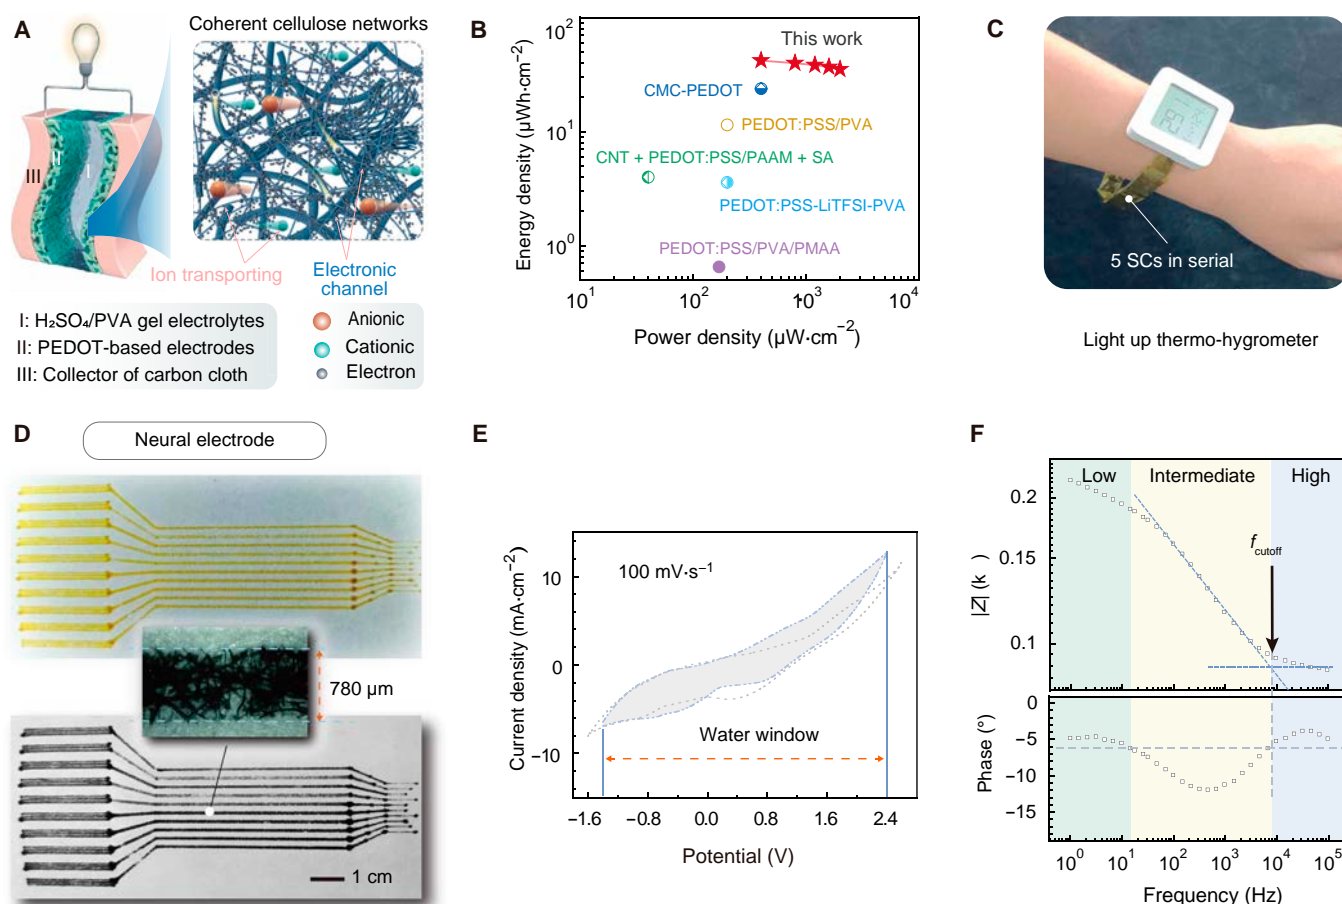 A
Coherent cellulose networks
III
II
I
Ion transporting
Electronic
channel
I: H₂SO₄/PVA gel electrolytes
II: PEDOT-based electrodes
III: Collector of carbon cloth
Anionic
Cationic
Electron
B
Energy density (μWh·cm⁻²)
10²
10¹
10⁰
This work
CMC-PEDOT
PEDOT:PSS/PVA
CNT + PEDOT:PSS/PAAM + SA
PEDOT:PSS-LiTFSI-PVA
PEDOT:PSS/PVA/PMAA
10¹
10²
10³
10⁴
Power density (μW·cm⁻²)
C
5 SCs in serial
Light up thermo-hygrometer
D
Neural electrode
780 μm
1 cm
E
Current density (mA·cm⁻²)
10
0
−10
100 mV·s⁻¹
Water window
−1.6
−0.8
0.0
0.8
1.6
2.4
Potential (V)
F
Low
Intermediate
High
|Z| (k
0.2
0.15
0.1
fcutoff
Phase (°)
0
−5
−10
−15
10⁰
10¹
10²
10³
10⁴
10⁵
Frequency (Hz)